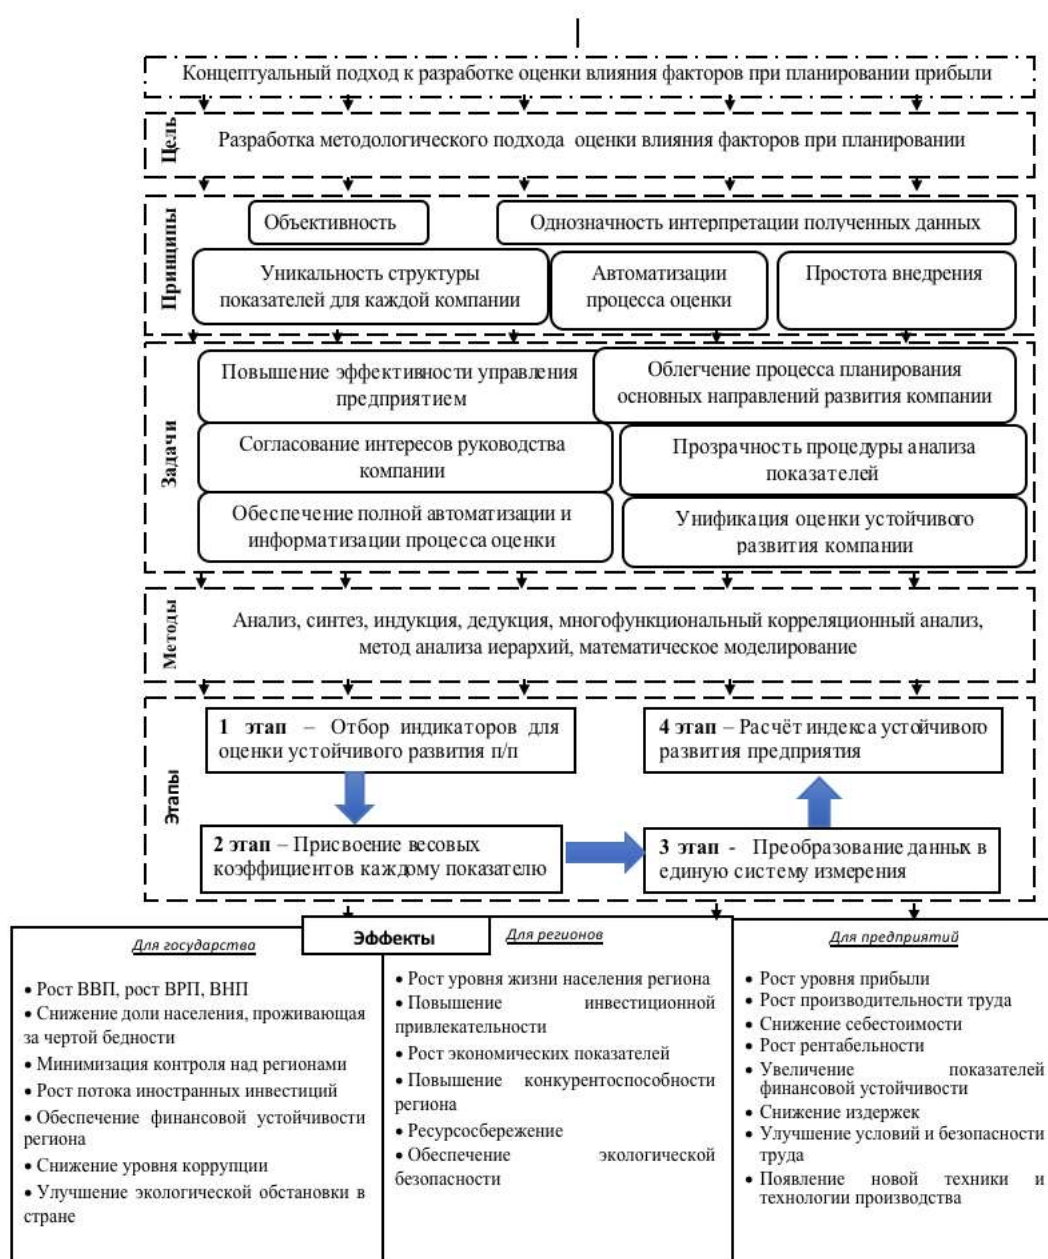 Концептуальный подход к разработке оценки влияния факторов при планировании прибыли
Цель
Разработка методологического подхода оценки влияния факторов при планировании
Принципы
Объективность
Однозначность интерпретации полученных данных
Уникальность структуры
показателей для каждой компании
Автоматизации
процесса оценки
Простота внедрения
Задачи
Повышение эффективности управления
предприятием
Облегчение процесса планирования
основных направлений развития компании
Согласование интересов руководства
компании
Прозрачность процедуры анализа
показателей
Обеспечение полной автоматизации и
информатизации процесса оценки
Унификация оценки устойчивого
развития компании
Методы
Анализ, синтез, индукция, дедукция, многофункциональный корреляционный анализ,
метод анализа иерархий, математическое моделирование
Этапы
1 этап – Отбор индикаторов для
оценки устойчивого развития п/п
4 этап – Расчёт индекса устойчивого
развития предприятия
2 этап – Присвоение весовых
коэффициентов каждому показателю
3 этап - Преобразование данных в
единую систему измерения
Эффекты
Для государства
• Рост ВВП, рост ВРП, ВНП
• Снижение доли населения, проживающая
за чертой бедности
• Минимизация контроля над регионами
• Рост потока иностранных инвестиций
• Обеспечение финансовой устойчивости
региона
• Снижение уровня коррупции
• Улучшение экологической обстановки в
стране
Для регионов
• Рост уровня жизни населения региона
• Повышение инвестиционной
привлекательности
• Рост экономических показателей
• Повышение конкурентоспособности
региона
• Ресурсосбережение
• Обеспечение экологической
безопасности
Для предприятий
• Рост уровня прибыли
• Рост производительности труда
• Снижение себестоимости
• Рост рентабельности
• Увеличение показателей
финансовой устойчивости
• Снижение издержек
• Улучшение условий и безопасности
труда
• Появление новой техники и
технологии производства